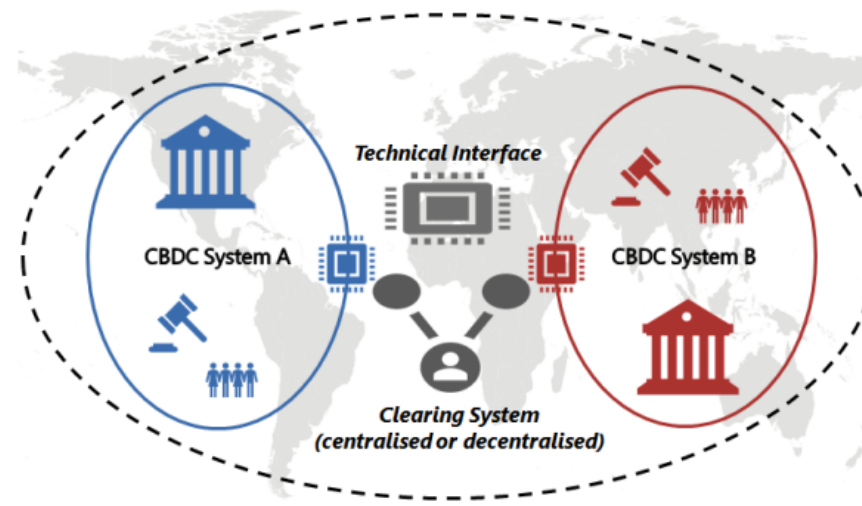 Technical Interface
CBDC System A
CBDC System B
Clearing System
(centralised or decentralised)